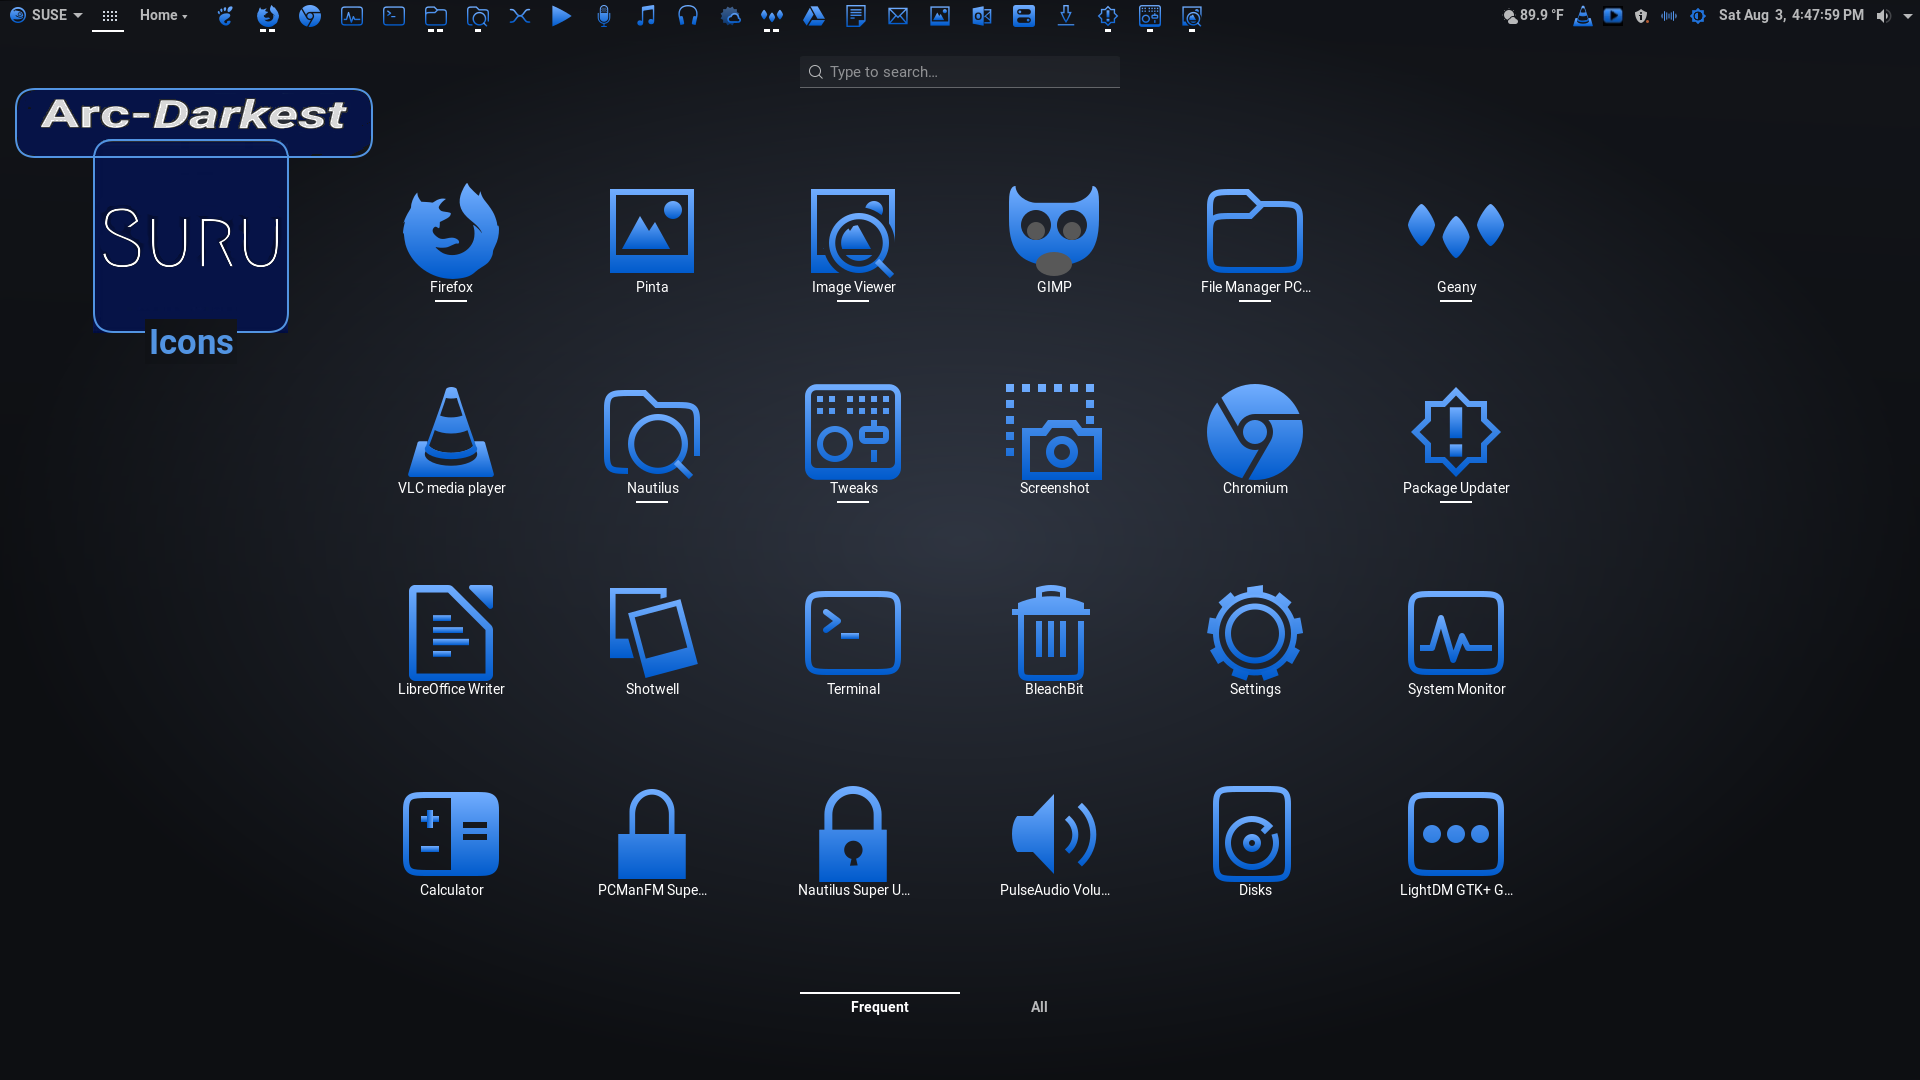 SUSE Home 89.9 °F Sat Aug 3, 4:47:59 PM
Type to search…
Arc-Darkest
SURU
Icons
Firefox Pinta Image Viewer GIMP File Manager PC… Geany
VLC media player Nautilus Tweaks Screenshot Chromium Package Updater
LibreOffice Writer Shotwell Terminal BleachBit Settings System Monitor
Calculator PCManFM Supe… Nautilus Super U… PulseAudio Volu… Disks LightDM GTK+ G…
Frequent All